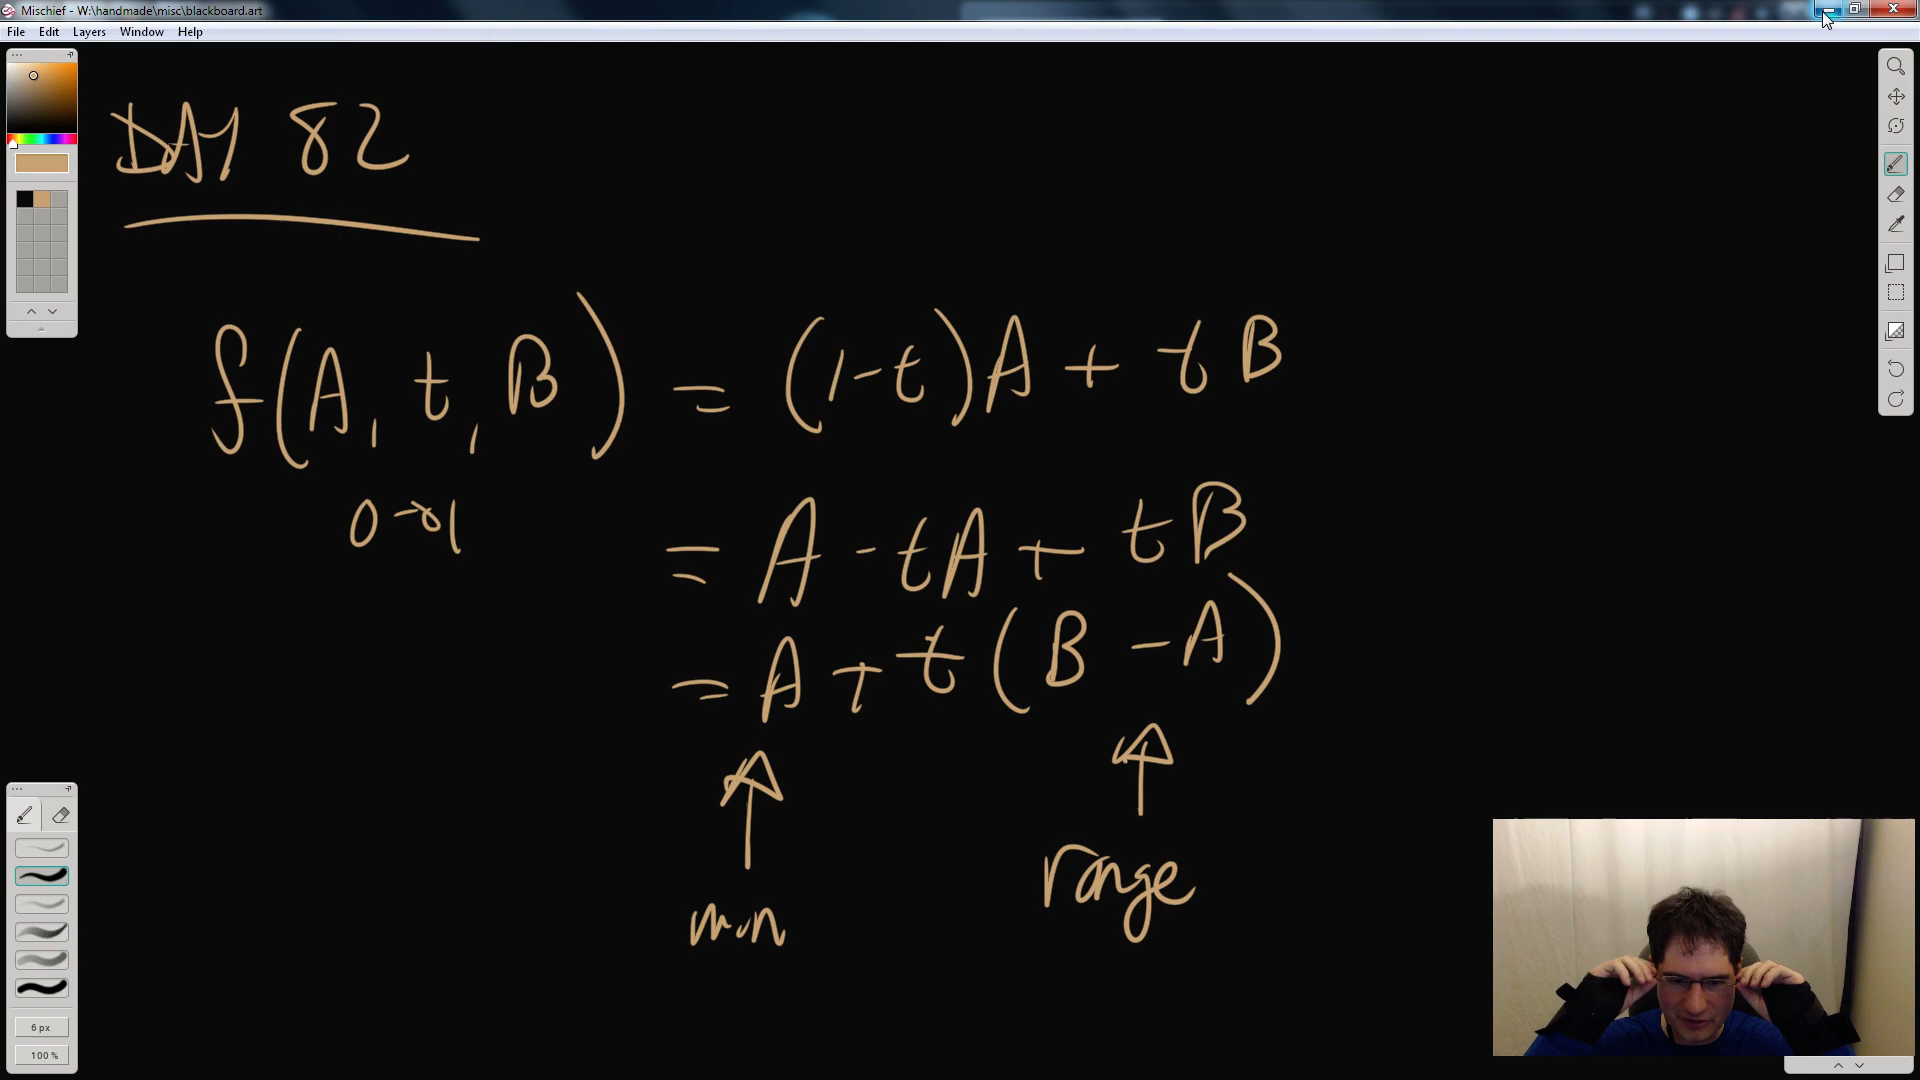 Mischief - W:\handmade\misc\blackboard.art
File Edit Layers Window Help
DAY 82
f(A, t, B) = (1-t)A + tB
0→1
= A - tA + tB
= A + t(B - A)
min
range
6 px
100 %